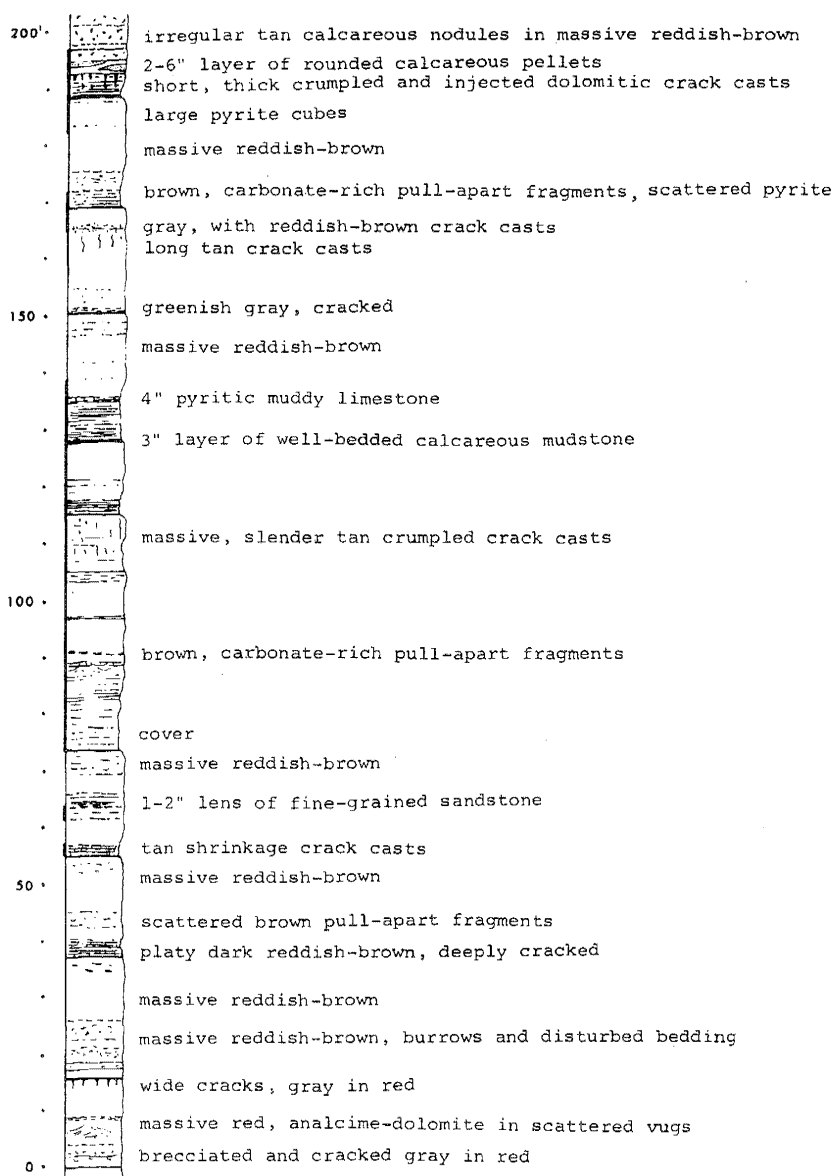 200'
irregular tan calcareous nodules in massive reddish-brown
2-6" layer of rounded calcareous pellets
short, thick crumpled and injected dolomitic crack casts
large pyrite cubes
massive reddish-brown
brown, carbonate-rich pull-apart fragments, scattered pyrite
gray, with reddish-brown crack casts
long tan crack casts
150
greenish gray, cracked
massive reddish-brown
4" pyritic muddy limestone
3" layer of well-bedded calcareous mudstone
massive, slender tan crumpled crack casts
100
brown, carbonate-rich pull-apart fragments
cover
massive reddish-brown
1-2" lens of fine-grained sandstone
tan shrinkage crack casts
50
massive reddish-brown
scattered brown pull-apart fragments
platy dark reddish-brown, deeply cracked
massive reddish-brown
massive reddish-brown, burrows and disturbed bedding
wide cracks, gray in red
massive red, analcime-dolomite in scattered vugs
0
brecciated and cracked gray in red